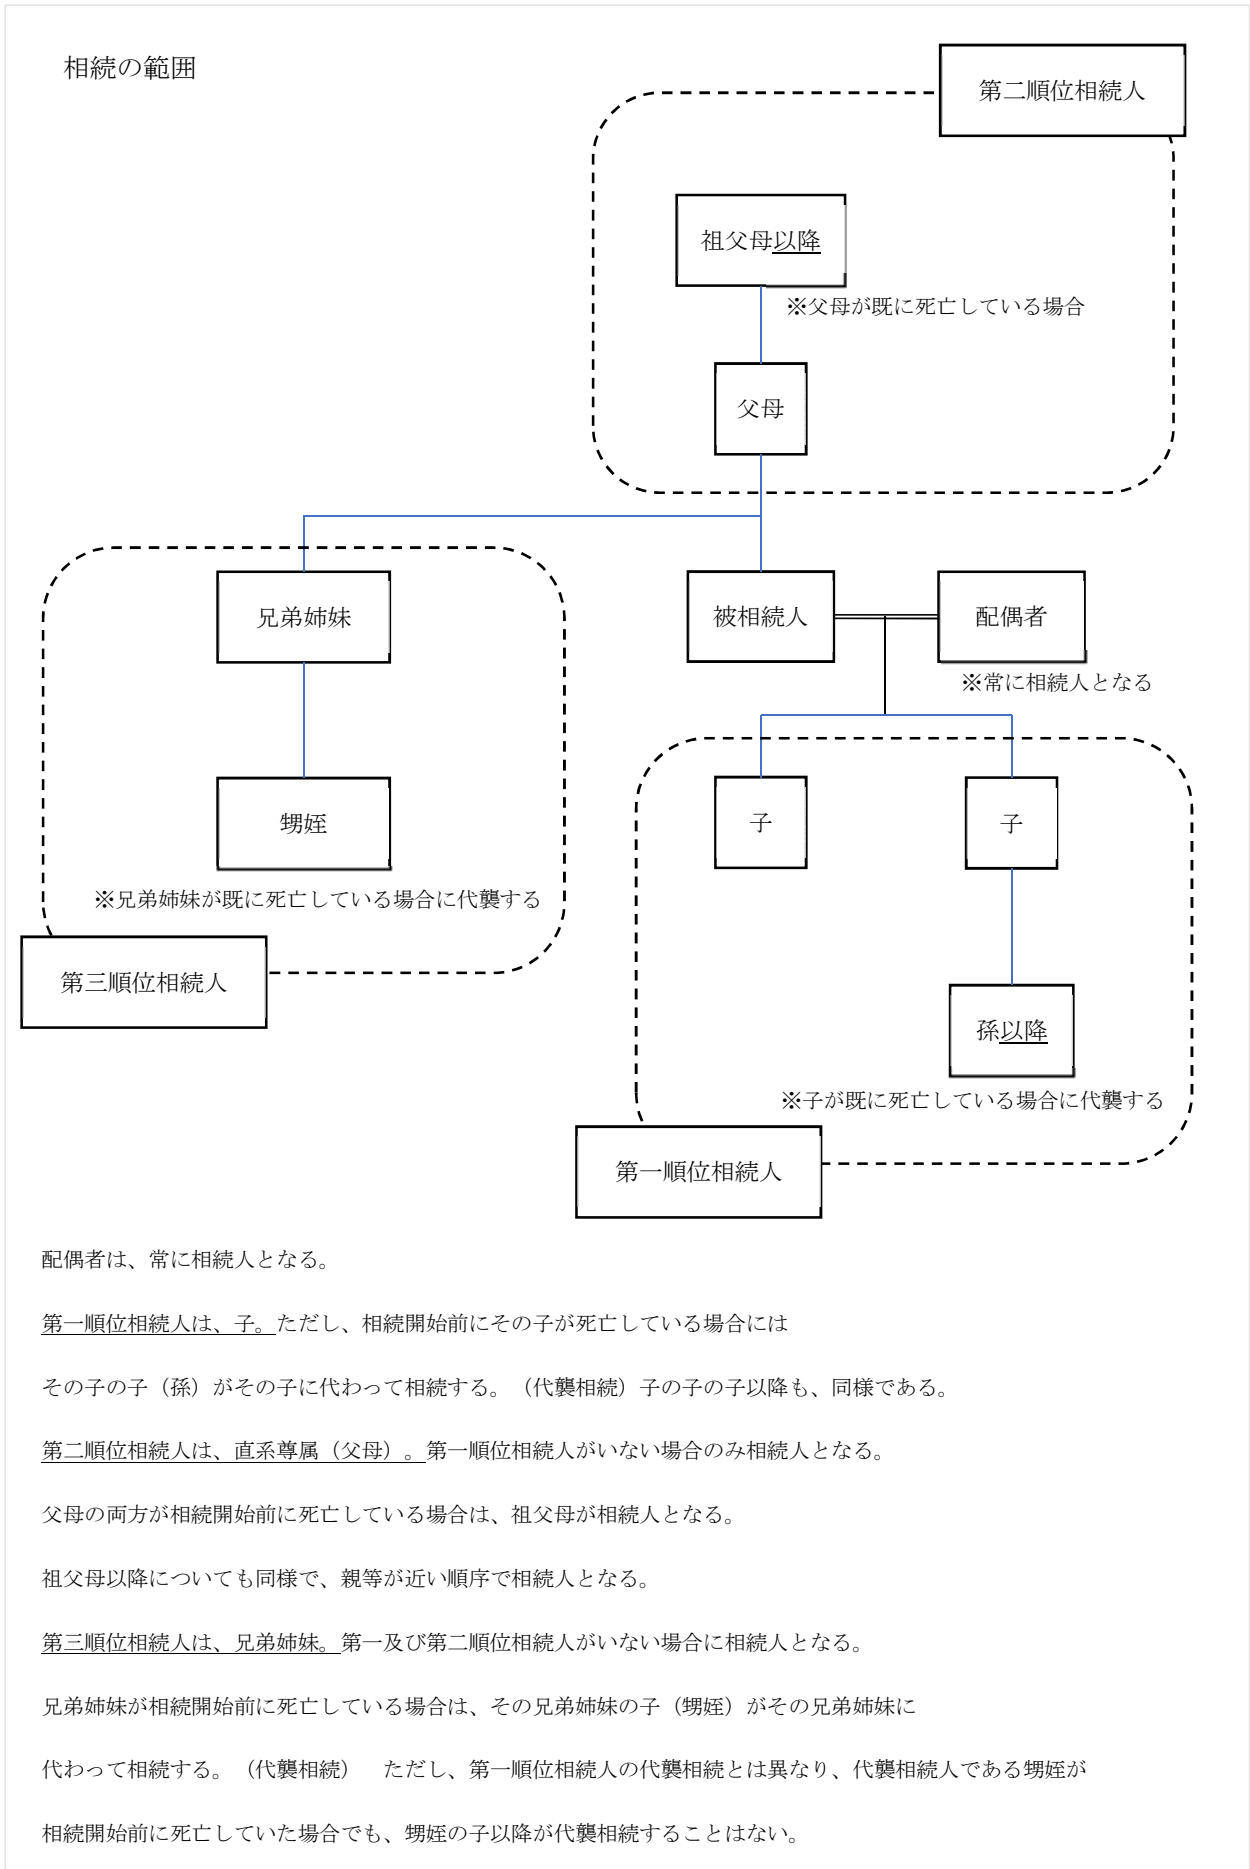 相続の範囲
第二順位相続人
祖父母以降
※父母が既に死亡している場合
父母
兄弟姉妹
被相続人
配偶者
※常に相続人となる
甥姪
子
子
※兄弟姉妹が既に死亡している場合に代襲する
第三順位相続人
孫以降
※子が既に死亡している場合に代襲する
第一順位相続人
配偶者は、常に相続人となる。
第一順位相続人は、子。ただし、相続開始前にその子が死亡している場合には
その子の子（孫）がその子に代わって相続する。（代襲相続）子の子の子以降も、同様である。
第二順位相続人は、直系尊属（父母）。第一順位相続人がいない場合のみ相続人となる。
父母の両方が相続開始前に死亡している場合は、祖父母が相続人となる。
祖父母以降についても同様で、親等が近い順序で相続人となる。
第三順位相続人は、兄弟姉妹。第一及び第二順位相続人がいない場合に相続人となる。
兄弟姉妹が相続開始前に死亡している場合は、その兄弟姉妹の子（甥姪）がその兄弟姉妹に
代わって相続する。（代襲相続）　ただし、第一順位相続人の代襲相続とは異なり、代襲相続人である甥姪が
相続開始前に死亡していた場合でも、甥姪の子以降が代襲相続することはない。